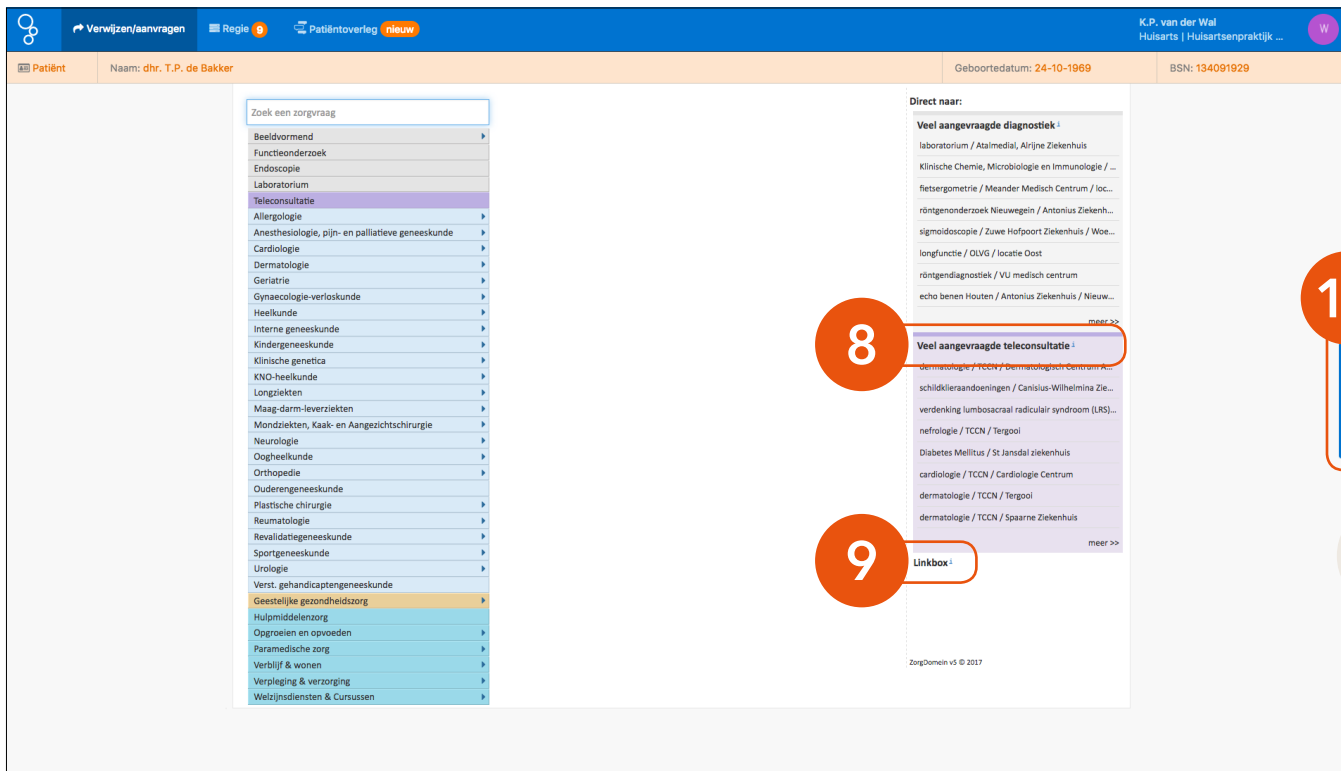 Verwijzen/aanvragen
Regie 9
Patiëntoverleg nieuw
K.P. van der Wal
Huisarts | Huisartsenpraktijk ...
W
Patiënt
Naam: dhr. T.P. de Bakker
Geboortedatum: 24-10-1969
BSN: 134091929
Zoek een zorgvraag
Beeldvormend
Functieonderzoek
Endoscopie
Laboratorium
Teleconsultatie
Allergologie
Anesthesiologie, pijn- en palliatieve geneeskunde
Cardiologie
Dermatologie
Geriatrie
Gynaecologie-verloskunde
Heelkunde
Interne geneeskunde
Kindergeneeskunde
Klinische genetica
KNO-heelkunde
Longziekten
Maag-darm-leverziekten
Mondziekten, Kaak- en Aangezichtschirurgie
Neurologie
Oogheelkunde
Orthopedie
Ouderengeneeskunde
Plastische chirurgie
Reumatologie
Revalidatiegeneeskunde
Sportgeneeskunde
Urologie
Verst. gehandicaptengeneeskunde
Geestelijke gezondheidszorg
Hulpmiddelenzorg
Opgroeien en opvoeden
Paramedische zorg
Verblijf & wonen
Verpleging & verzorging
Welzijnsdiensten & Cursussen
Direct naar:
Veel aangevraagde diagnostiek i
laboratorium / Atalmedial, Alrijne Ziekenhuis
Klinische Chemie, Microbiologie en Immunologie / ...
fietsergometrie / Meander Medisch Centrum / loc...
röntgenonderzoek Nieuwegein / Antonius Ziekenh...
sigmoidoscopie / Zuwe Hofpoort Ziekenhuis / Woe...
longfunctie / OLVG / locatie Oost
röntgendiagnostiek / VU medisch centrum
echo benen Houten / Antonius Ziekenhuis / Nieuw...
meer >>
8
Veel aangevraagde teleconsultatie i
dermatologie / TCCN / Dermatologisch Centrum A...
schildklieraandoeningen / Canisius-Wilhelmina Zie...
verdenking lumbosacraal radiculair syndroom (LRS)...
nefrologie / TCCN / Tergooi
Diabetes Mellitus / St Jansdal ziekenhuis
cardiologie / TCCN / Cardiologie Centrum
dermatologie / TCCN / Tergooi
dermatologie / TCCN / Spaarne Ziekenhuis
meer >>
9
Linkbox i
ZorgDomein v5 © 2017
1